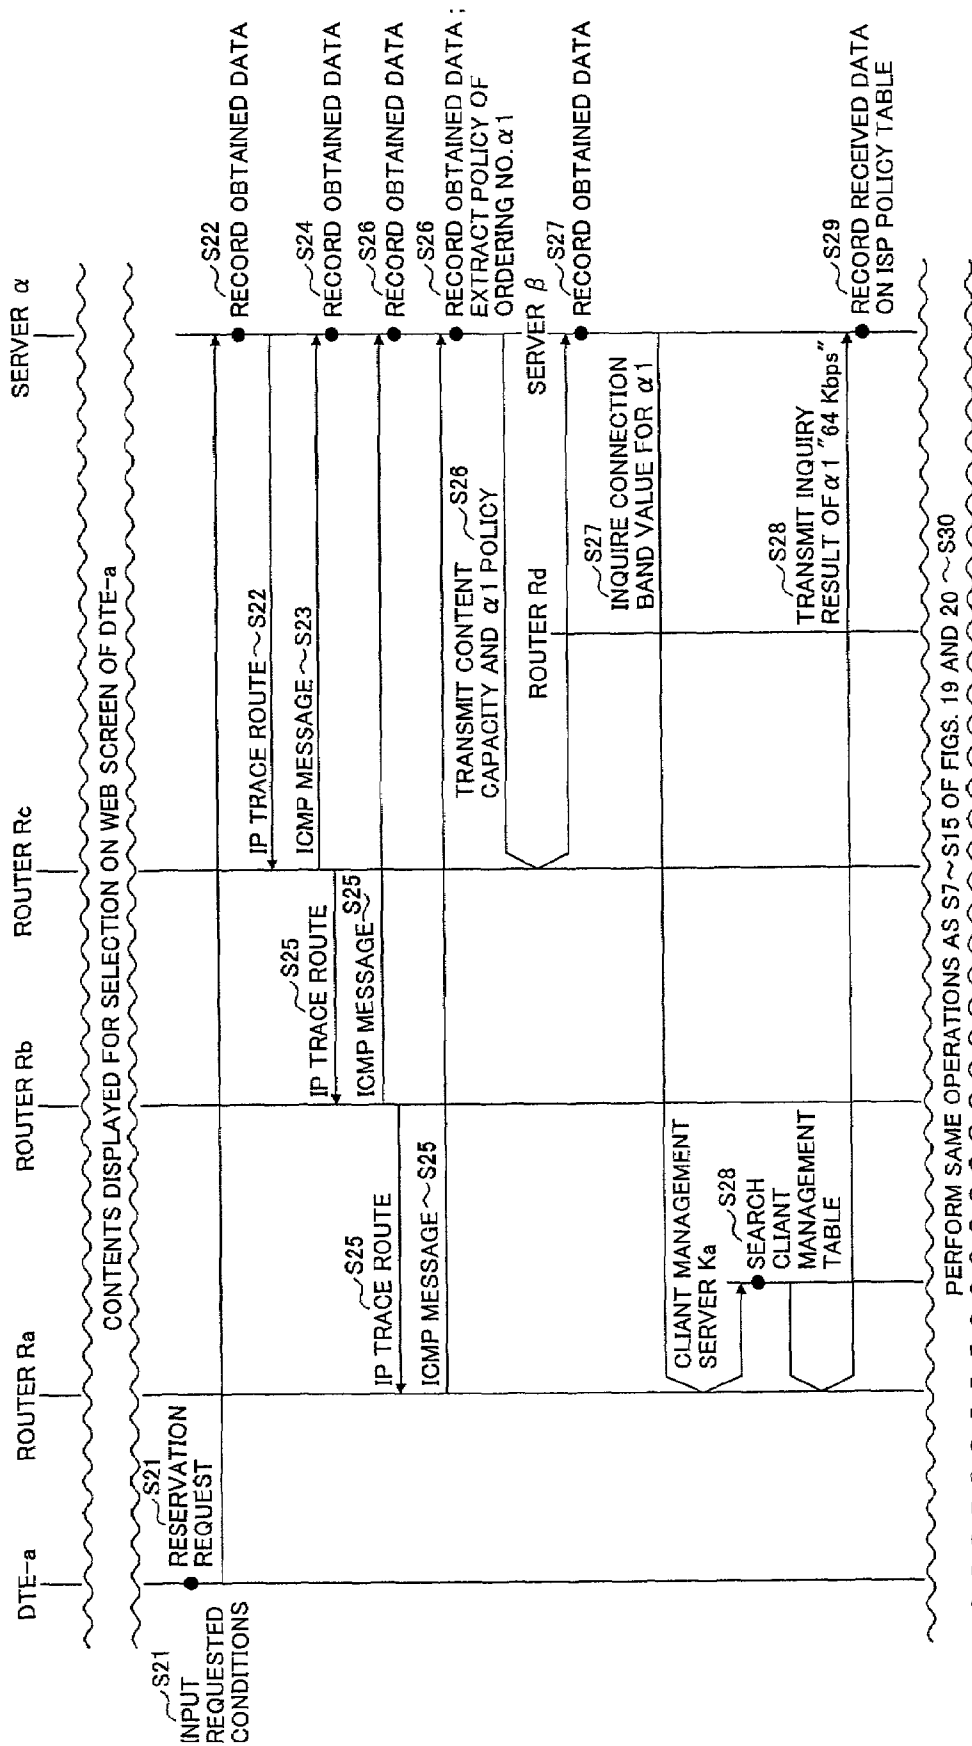 DTE-a
ROUTER Ra
ROUTER Rb
ROUTER Rc
SERVER α
CONTENTS DISPLAYED FOR SELECTION ON WEB SCREEN OF DTE-a
~S21
INPUT
REQUESTED
CONDITIONS
~S21
RESERVATION
REQUEST
~S22
RECORD OBTAINED DATA
IP TRACE ROUTE~S22
ICMP MESSAGE~S23
~S24
RECORD OBTAINED DATA
~S25
IP TRACE ROUTE
ICMP MESSAGE~S25
~S26
RECORD OBTAINED DATA
~S25
IP TRACE ROUTE
ICMP MESSAGE~S25
~S26
RECORD OBTAINED DATA ;
EXTRACT POLICY OF
ORDERING NO. α1
TRANSMIT CONTENT
CAPACITY AND α1 POLICY
~S26
ROUTER Rd
SERVER β
~S27
RECORD OBTAINED DATA
~S27
INQUIRE CONNECTION
BAND VALUE FOR α1
CLIANT MANAGEMENT
SERVER Ka
~S28
SEARCH
CLIANT
MANAGEMENT
TABLE
~S28
TRANSMIT INQUIRY
RESULT OF α1 "64 Kbps"
~S29
RECORD RECEIVED DATA
ON ISP POLICY TABLE
PERFORM SAME OPERATIONS AS S7~S15 OF FIGS. 19 AND 20 ~S30